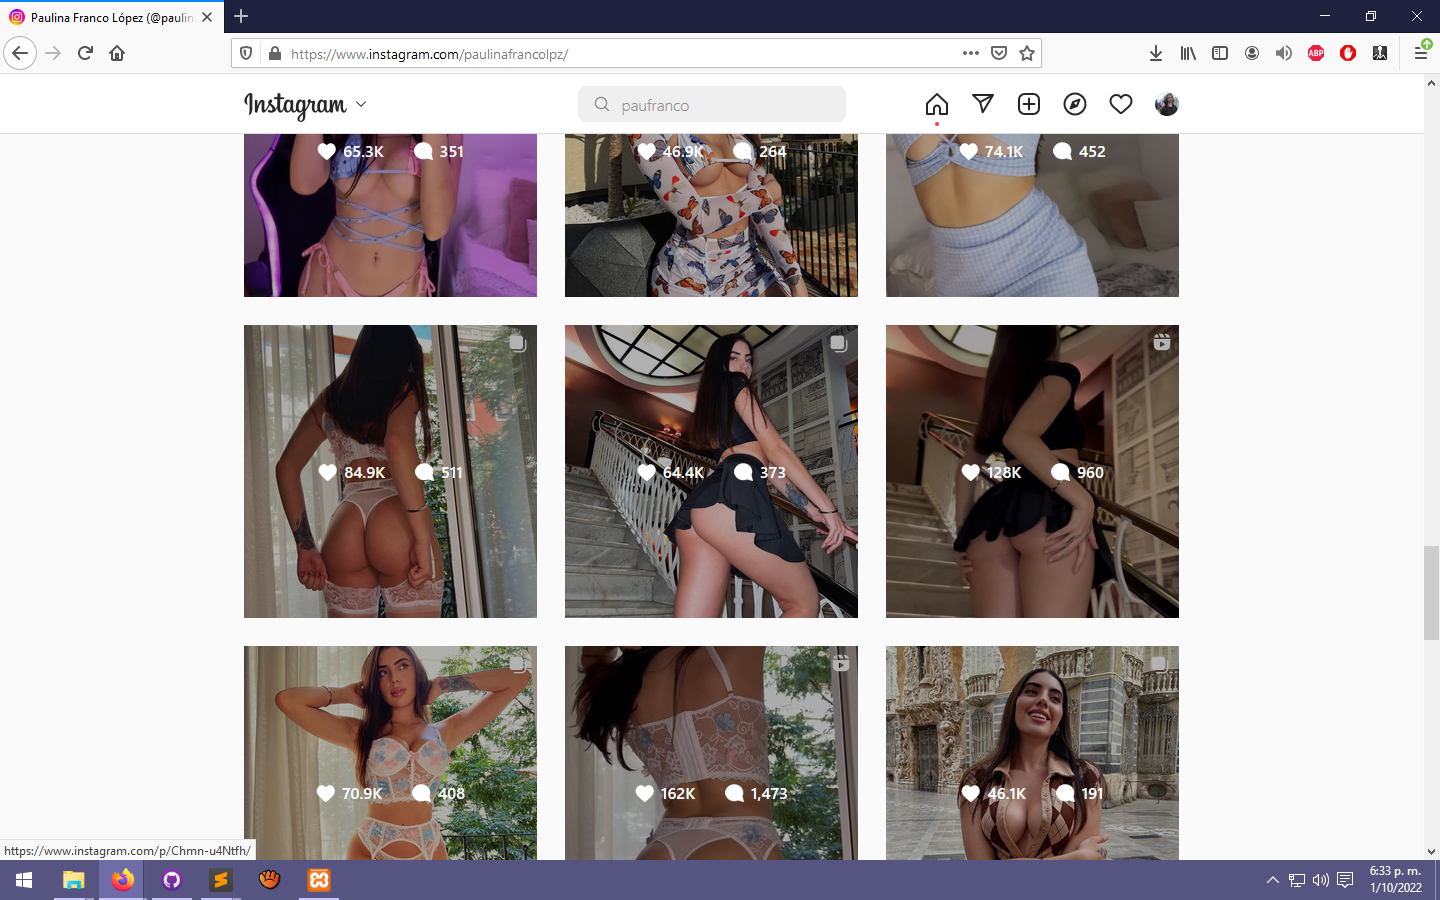 Paulina Franco López (@paulin
https://www.instagram.com/paulinafrancolpz/
ABP
Instagram
paufranco
65.3K 351
46.9K 264
74.1K 452
84.9K 511
64.4K 373
128K 960
70.9K 408
162K 1,473
46.1K 191
https://www.instagram.com/p/Chmn-u4Ntfh/
6:33 p. m.
1/10/2022